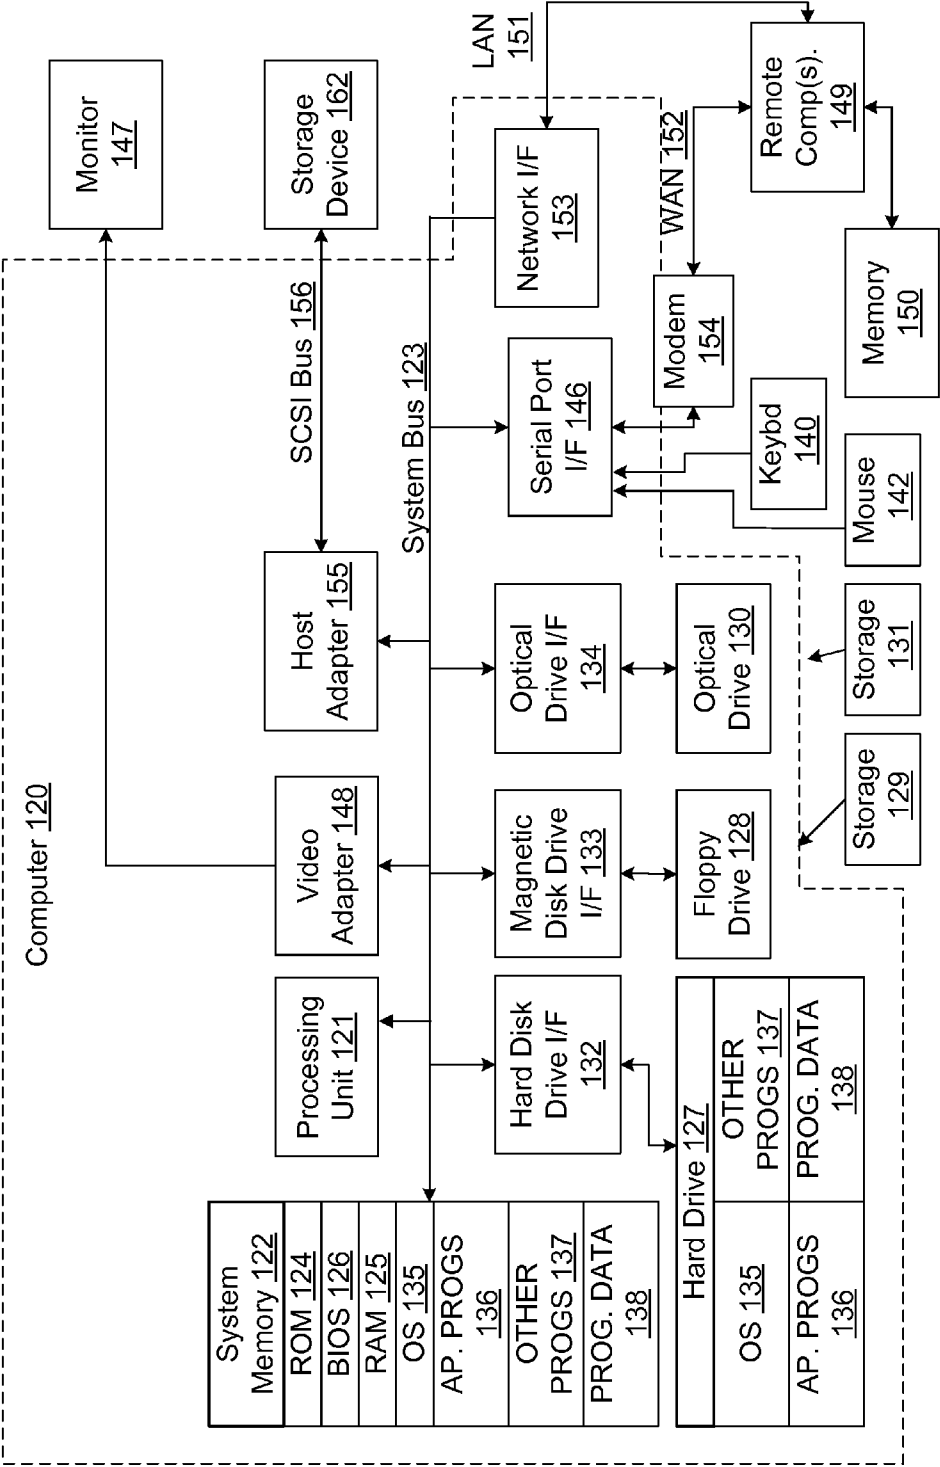 Computer 120
System
Memory 122
ROM 124
BIOS 126
RAM 125
OS 135
AP. PROGS
136
OTHER
PROGS 137
PROG. DATA
138
Processing
Unit 121
Video
Adapter 148
Host
Adapter 155
SCSI Bus 156
Storage
Device 162
Monitor
147
System Bus 123
Hard Disk
Drive I/F
132
Magnetic
Disk Drive
I/F 133
Optical
Drive I/F
134
Serial Port
I/F 146
Network I/F
153
LAN
151
Hard Drive 127
OS 135
OTHER
PROGS 137
AP. PROGS
136
PROG. DATA
138
Floppy
Drive 128
Optical
Drive 130
Modem
154
WAN 152
Remote
Comp(s).
149
Storage
129
Storage
131
Mouse
142
Keybd
140
Memory
150